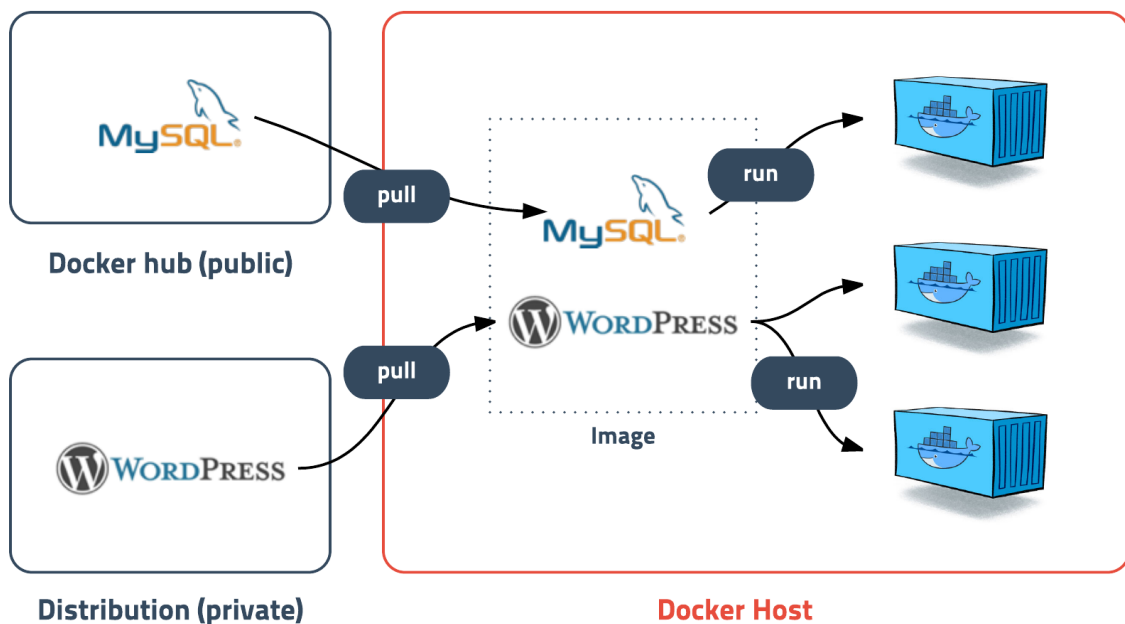 MySQL®
Docker hub (public)
WORDPRESS
Distribution (private)
pull
pull
MySQL®
WORDPRESS
Image
run
run
Docker Host